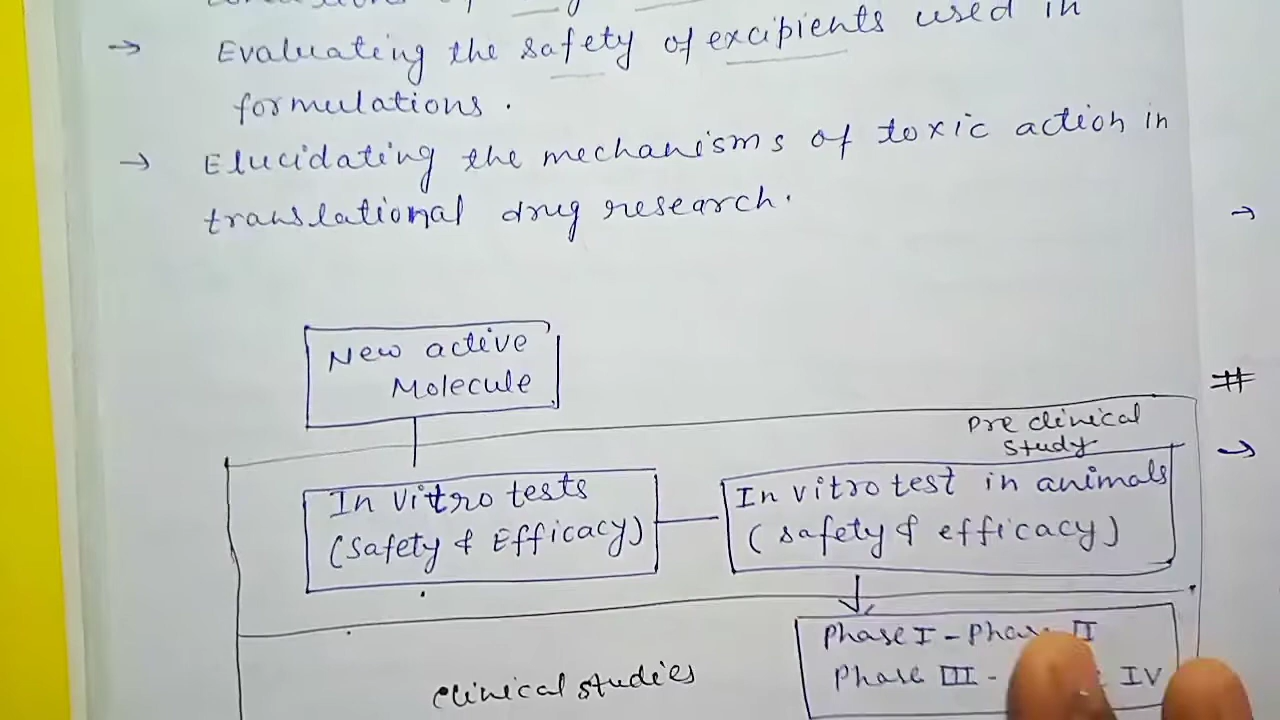 → Evaluating the safety of excipients used in
formulations.
→ Elucidating the mechanisms of toxic action in
translational drug research.
→
New active
Molecule
#
Pre clinical
study
→
In vitro tests
(Safety & Efficacy)
In vitro test in animals
(safety & efficacy)
Phase I - Phase II
Phase III - IV
clinical studies